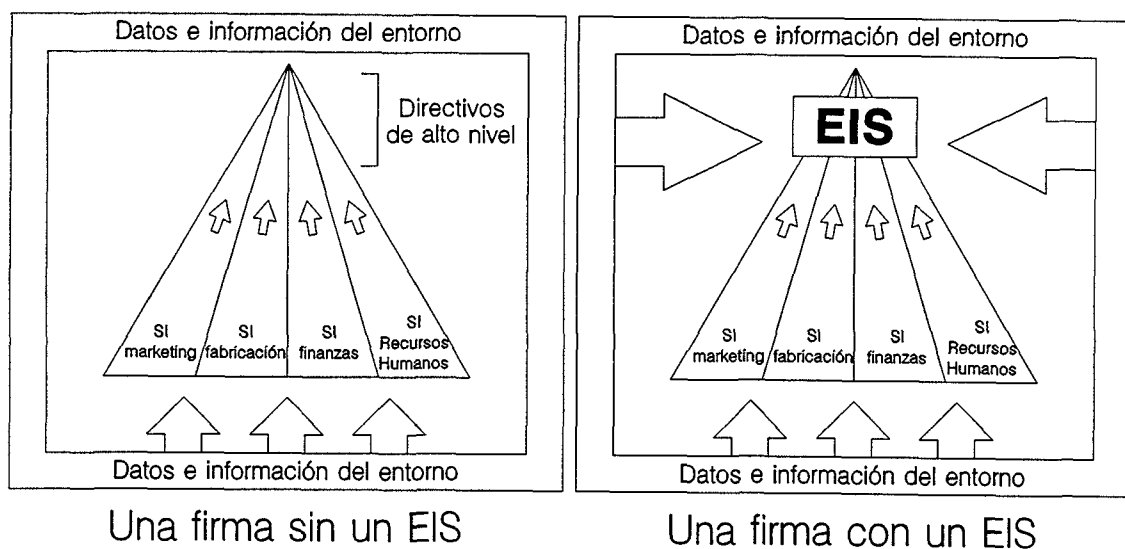 Datos e información del entorno
Directivos
de alto nivel
SI
marketing
SI
fabricación
SI
finanzas
SI
Recursos
Humanos
Datos e información del entorno
Una firma sin un EIS
Datos e información del entorno
EIS
SI
marketing
SI
fabricación
SI
finanzas
SI
Recursos
Humanos
Datos e información del entorno
Una firma con un EIS